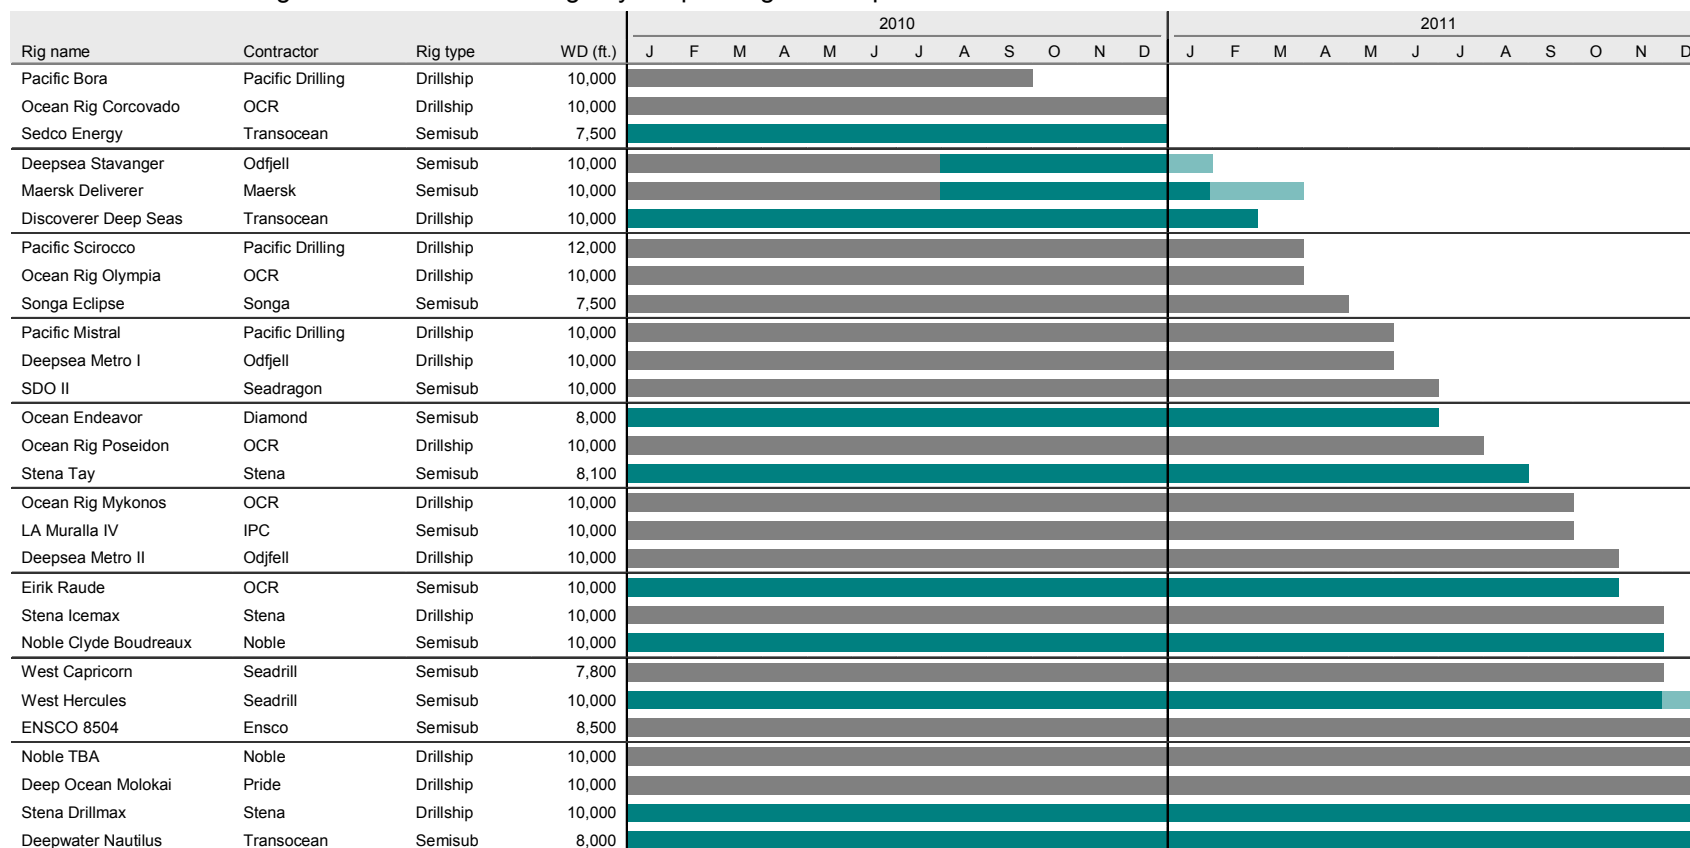 2010 2011
Rig name Contractor Rig type WD (ft.) J F M A M J J A S O N D J F M A M J J A S O N D
Pacific Bora Pacific Drilling Drillship 10,000
Ocean Rig Corcovado OCR Drillship 10,000
Sedco Energy Transocean Semisub 7,500
Deepsea Stavanger Odfjell Semisub 10,000
Maersk Deliverer Maersk Semisub 10,000
Discoverer Deep Seas Transocean Drillship 10,000
Pacific Scirocco Pacific Drilling Drillship 12,000
Ocean Rig Olympia OCR Drillship 10,000
Songa Eclipse Songa Semisub 7,500
Pacific Mistral Pacific Drilling Drillship 10,000
Deepsea Metro I Odfjell Drillship 10,000
SDO II Seadragon Semisub 10,000
Ocean Endeavor Diamond Semisub 8,000
Ocean Rig Poseidon OCR Drillship 10,000
Stena Tay Stena Semisub 8,100
Ocean Rig Mykonos OCR Drillship 10,000
LA Muralla IV IPC Semisub 10,000
Deepsea Metro II Odjfell Drillship 10,000
Eirik Raude OCR Semisub 10,000
Stena Icemax Stena Drillship 10,000
Noble Clyde Boudreaux Noble Semisub 10,000
West Capricorn Seadrill Semisub 7,800
West Hercules Seadrill Semisub 10,000
ENSCO 8504 Ensco Semisub 8,500
Noble TBA Noble Drillship 10,000
Deep Ocean Molokai Pride Drillship 10,000
Stena Drillmax Stena Drillship 10,000
Deepwater Nautilus Transocean Semisub 8,000